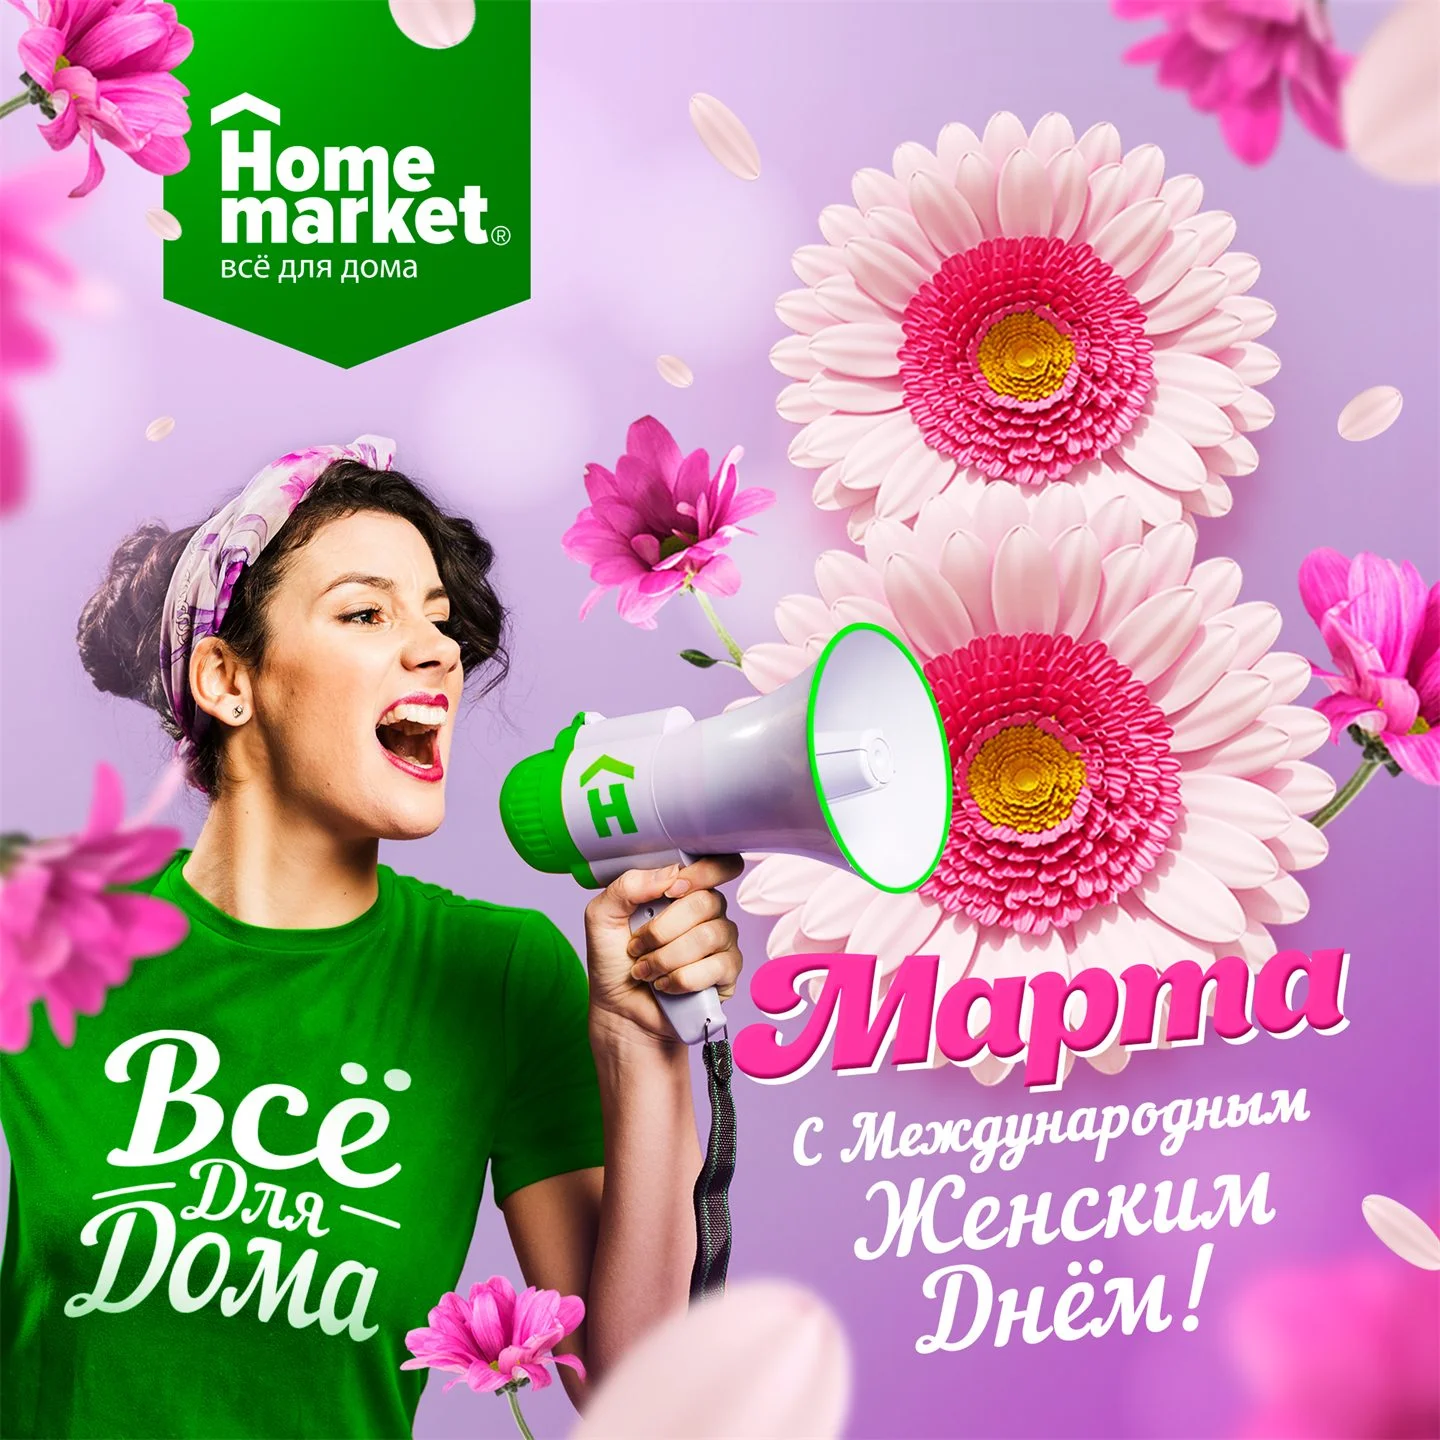 Home
market®
всё для дома
H
Всё
Для
Дома
Марта
С Международным
Женским
Днём!